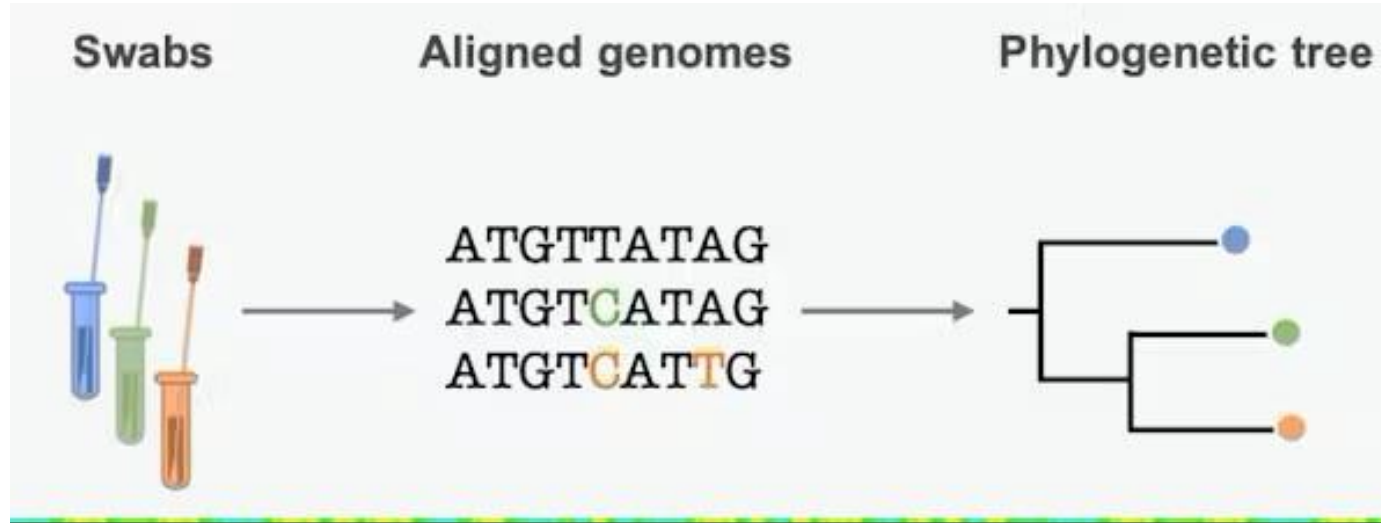 Swabs
Aligned genomes
Phylogenetic tree
ATGTTATAG
ATGTCATAG
ATGTCATTG